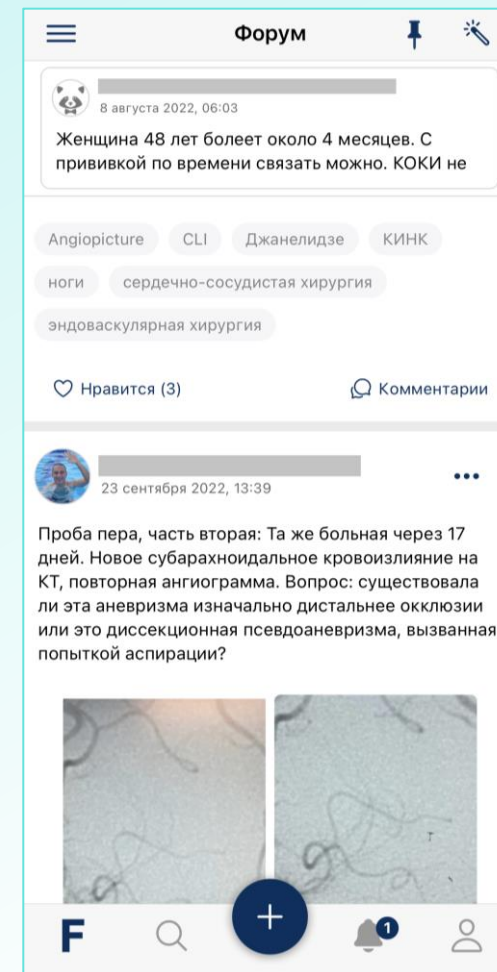 Форум
8 августа 2022, 06:03
Женщина 48 лет болеет около 4 месяцев. С
прививкой по времени связать можно. КОКИ не
Angiopicture CLI Джанелидзе КИНК
ноги сердечно-сосудистая хирургия
эндоваскулярная хирургия
Нравится (3) Комментарии
23 сентября 2022, 13:39
Проба пера, часть вторая: Та же больная через 17
дней. Новое субарахноидальное кровоизлияние на
КТ, повторная ангиограмма. Вопрос: существовала
ли эта аневризма изначально дистальнее окклюзии
или это диссекционная псевдоаневризма, вызванная
попыткой аспирации?
F 1